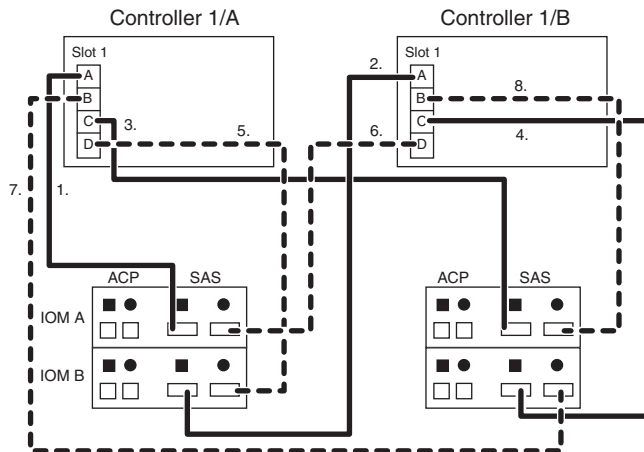 Controller 1/A
Controller 1/B
Slot 1
A
B
C
D
Slot 1
A
B
C
D
1.
2.
3.
4.
5.
6.
7.
8.
ACP
SAS
ACP
SAS
IOM A
IOM B